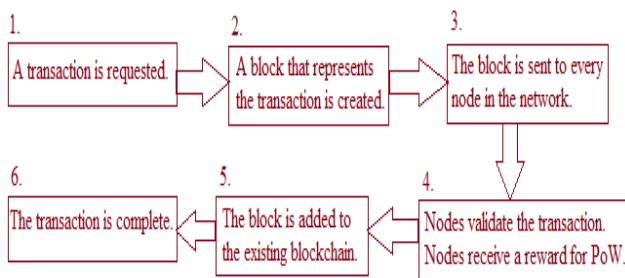 1.
A transaction is requested.
2.
A block that represents
the transaction is created.
3.
The block is sent to every
node in the network.
4.
Nodes validate the transaction.
Nodes receive a reward for PoW.
5.
The block is added to
the existing blockchain.
6.
The transaction is complete.